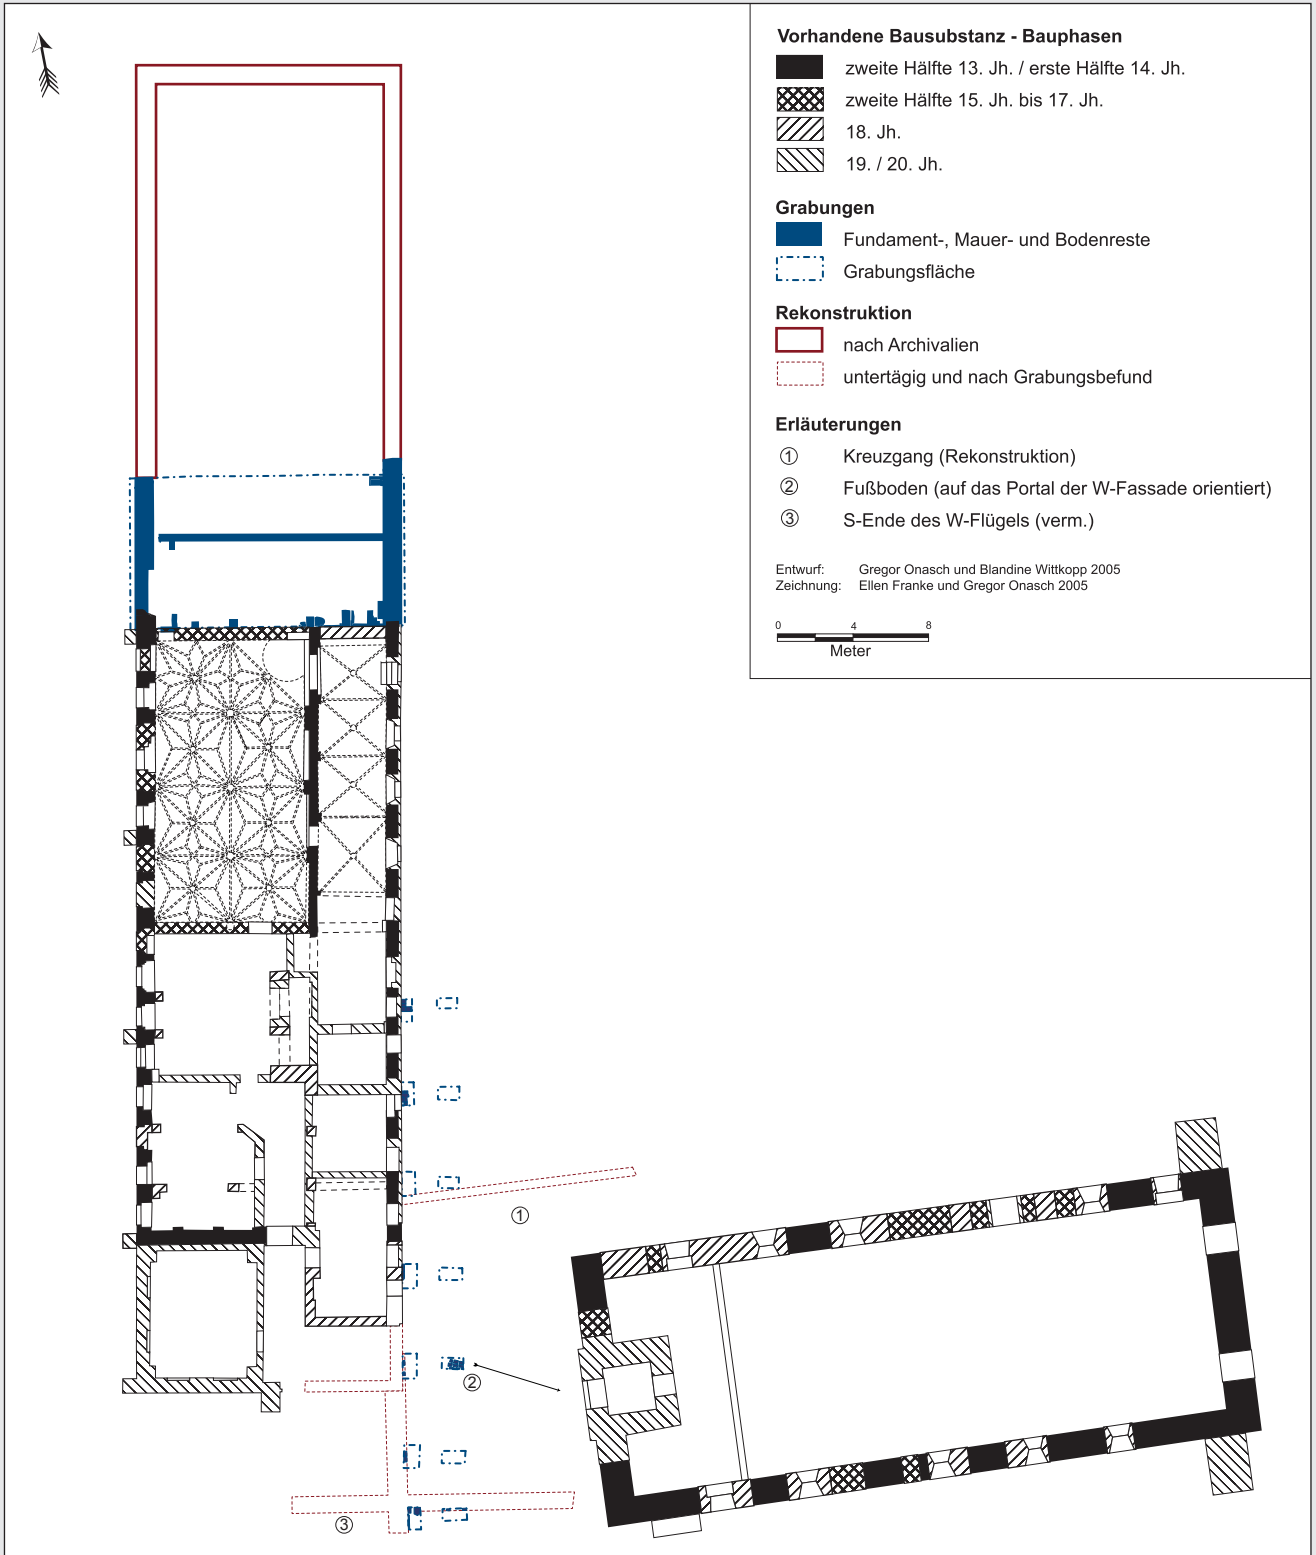 Vorhandene Bausubstanz - Bauphasen
zweite Hälfte 13. Jh. / erste Hälfte 14. Jh.
zweite Hälfte 15. Jh. bis 17. Jh.
18. Jh.
19. / 20. Jh.
Grabungen
Fundament-, Mauer- und Bodenreste
Grabungsfläche
Rekonstruktion
nach Archivalien
untertägig und nach Grabungsbefund
Erläuterungen
① Kreuzgang (Rekonstruktion)
② Fußboden (auf das Portal der W-Fassade orientiert)
③ S-Ende des W-Flügels (verm.)
Entwurf: Gregor Onasch und Blandine Wittkopp 2005
Zeichnung: Ellen Franke und Gregor Onasch 2005
0 4 8
Meter
①
②
③